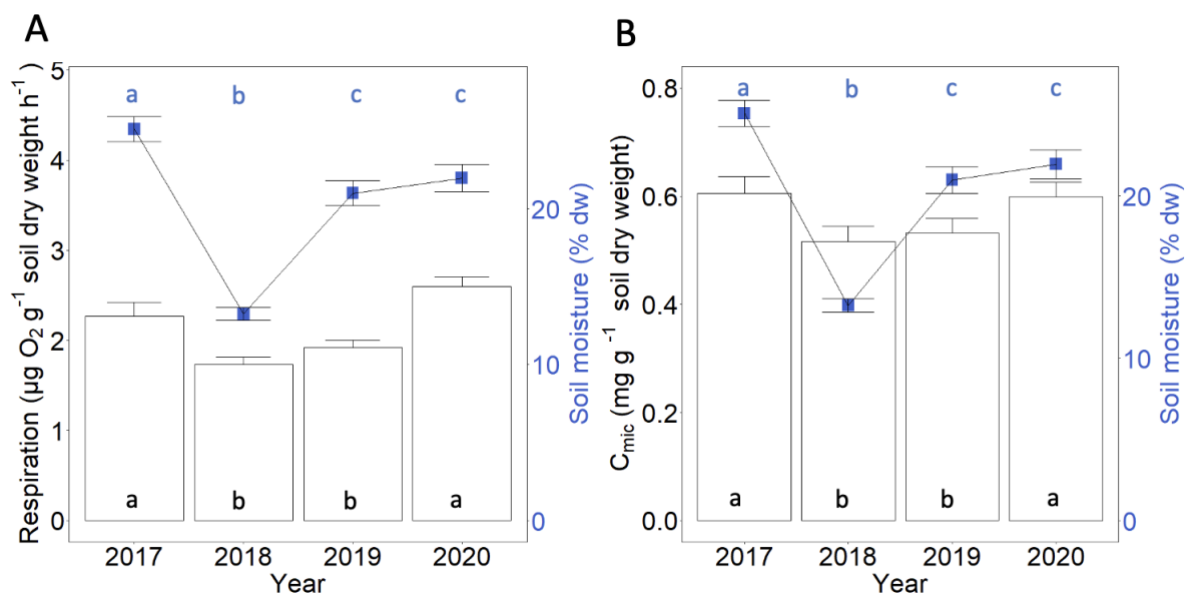 A
Respiration (µg O₂ g⁻¹ soil dry weight h⁻¹)
5
4
3
2
1
0
a b c c
a b b a
20
10
0
Soil moisture (% dw)
2017 2018 2019 2020
Year
B
Cmic (mg g⁻¹ soil dry weight)
0.8
0.6
0.4
0.2
0.0
a b c c
a b b a
20
10
0
Soil moisture (% dw)
2017 2018 2019 2020
Year